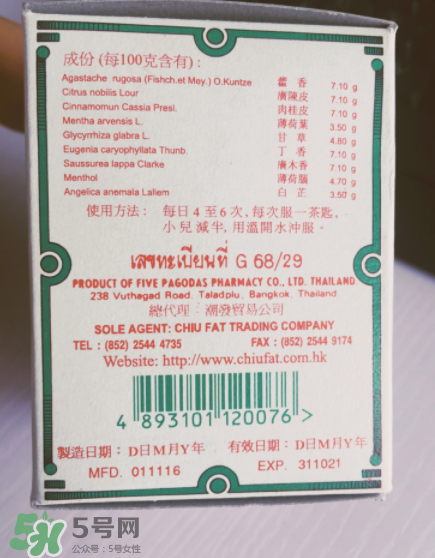 成份 (每100克含有) :
Agastache rugosa (Fishch.et Mey.) O.Kuntze 藿香 7.10 g
Citrus nobilis Lour 廣陳皮 7.10 g
Cinnamomun Cassia Presl. 肉桂皮 7.10 g
Mentha arvensis L. 薄荷葉 3.50 g
Glycyrrhiza glabra L. 甘草 4.80 g
Eugenia caryophyllata Thunb. 丁香 7.10 g
Saussurea lappa Clarke 廣木香 7.10 g
Menthol 薄荷腦 4.70 g
Angelica anemala Laliem 白芷 3.50 g
使用方法: 每日4至6次,每次服一茶匙,
小兒減半,用溫開水沖服。
เลขทะเบียนที่ G 68/29
PRODUCT OF FIVE PAGODAS PHARMACY CO., LTD. THAILAND
238 Vuthagad Road. Taladplu, Bangkok, Thailand
總代理：潮發貿易公司
SOLE AGENT: CHIU FAT TRADING COMPANY
TEL : (852) 2544 4735 FAX : (852) 2544 9174
Website: http://www.chiufat.com.hk
4 893101 120076 >
製造日期: D日M月Y年 有效日期: D日M月Y年
MFD. 011116 EXP. 311021
5号 5号网
公众号：5号女性